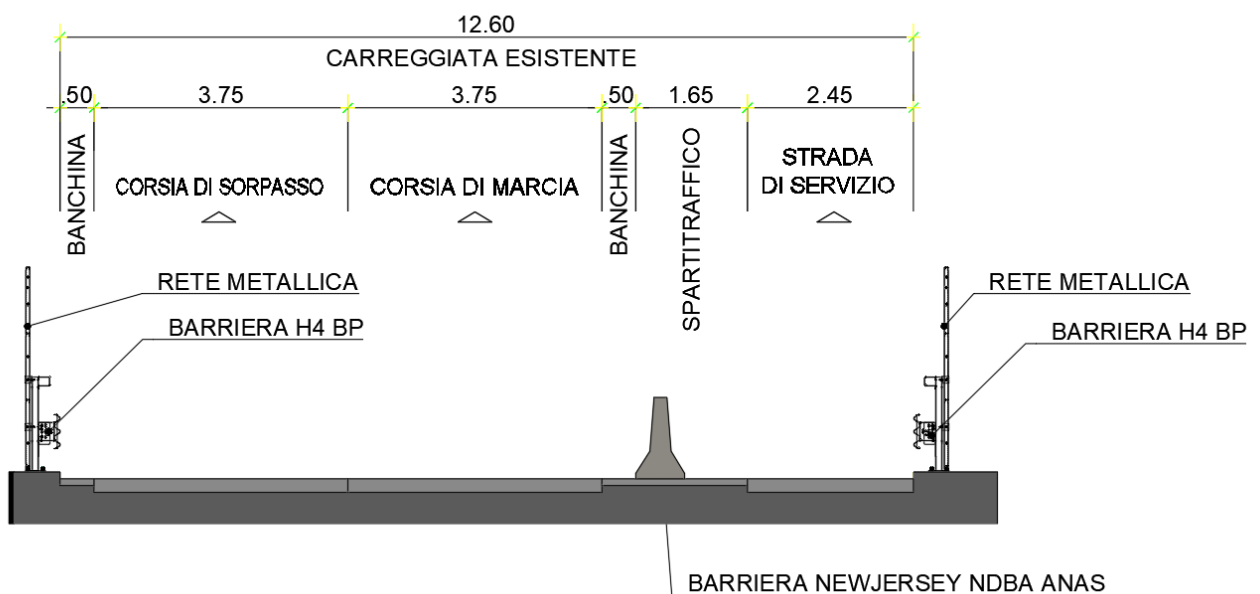 12.60
CARREGGIATA ESISTENTE
.50
3.75
3.75
.50
1.65
2.45
BANCHINA
CORSIA DI SORPASSO
CORSIA DI MARCIA
BANCHINA
SPARTITRAFFICO
STRADA
DI SERVIZIO
RETE METALLICA
BARRIERA H4 BP
RETE METALLICA
BARRIERA H4 BP
BARRIERA NEWJERSEY NDBA ANAS